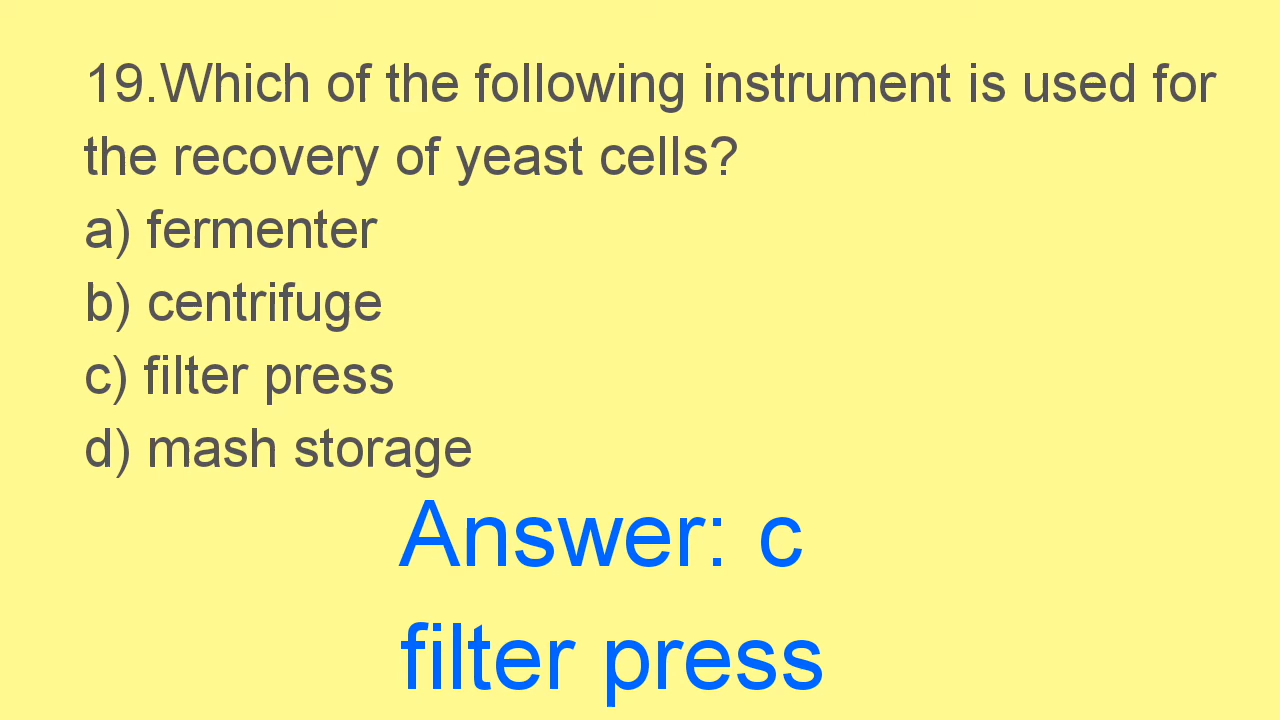 19.Which of the following instrument is used for
the recovery of yeast cells?
a) fermenter
b) centrifuge
c) filter press
d) mash storage
Answer: c
filter press